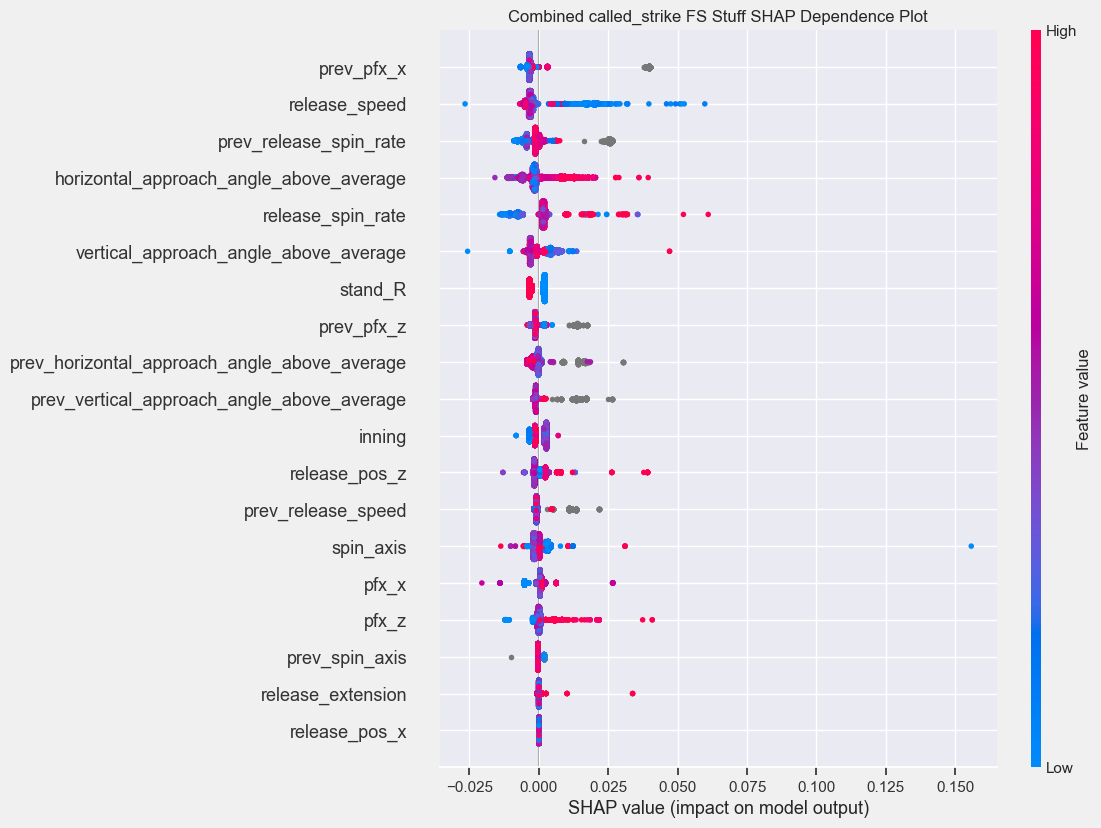 Combined called_strike FS Stuff SHAP Dependence Plot
High
prev_pfx_x
release_speed
prev_release_spin_rate
horizontal_approach_angle_above_average
release_spin_rate
vertical_approach_angle_above_average
stand_R
prev_pfx_z
prev_horizontal_approach_angle_above_average
prev_vertical_approach_angle_above_average
inning
release_pos_z
prev_release_speed
spin_axis
pfx_x
pfx_z
prev_spin_axis
release_extension
release_pos_x
Feature value
Low
−0.025 0.000 0.025 0.050 0.075 0.100 0.125 0.150
SHAP value (impact on model output)